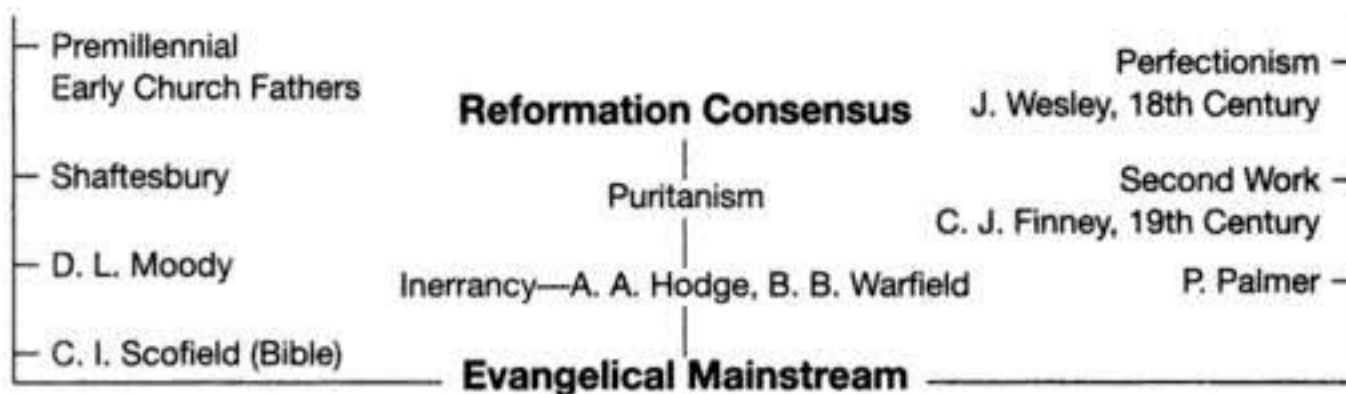 Premillennial
Early Church Fathers
Shaftesbury
D. L. Moody
C. I. Scofield (Bible)
Reformation Consensus
Puritanism
Inerrancy—A. A. Hodge, B. B. Warfield
Evangelical Mainstream
Perfectionism
J. Wesley, 18th Century
Second Work
C. J. Finney, 19th Century
P. Palmer